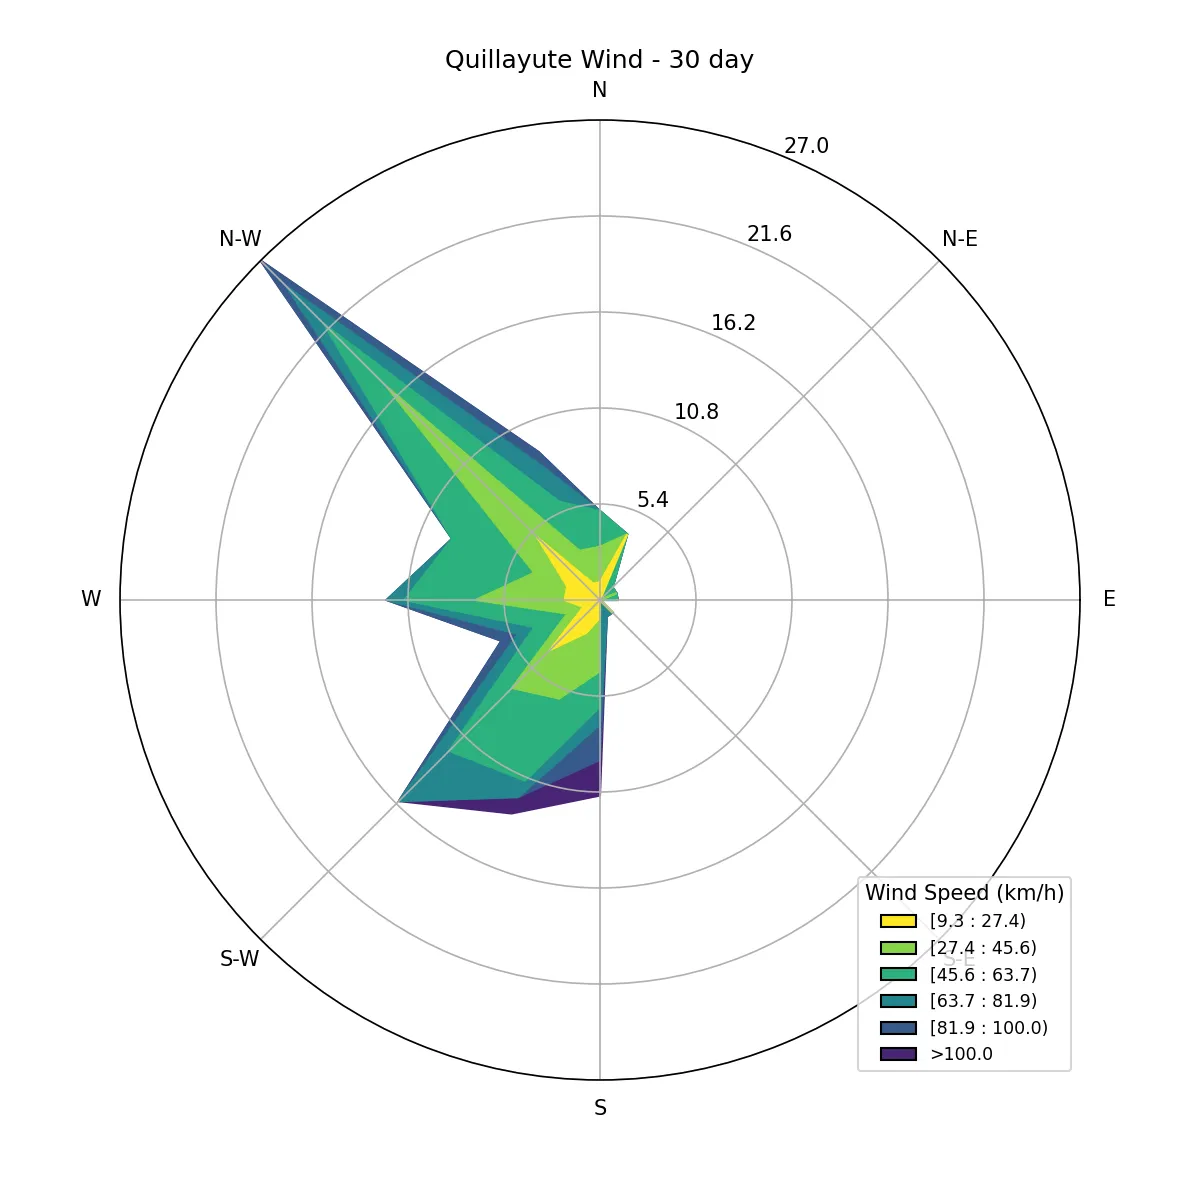 Quillayute Wind - 30 day
N
27.0
N-W
N-E
21.6
16.2
10.8
5.4
W
E
Wind Speed (km/h)
[9.3 : 27.4)
[27.4 : 45.6)
S-W
S-E
[45.6 : 63.7)
[63.7 : 81.9)
[81.9 : 100.0)
>100.0
S